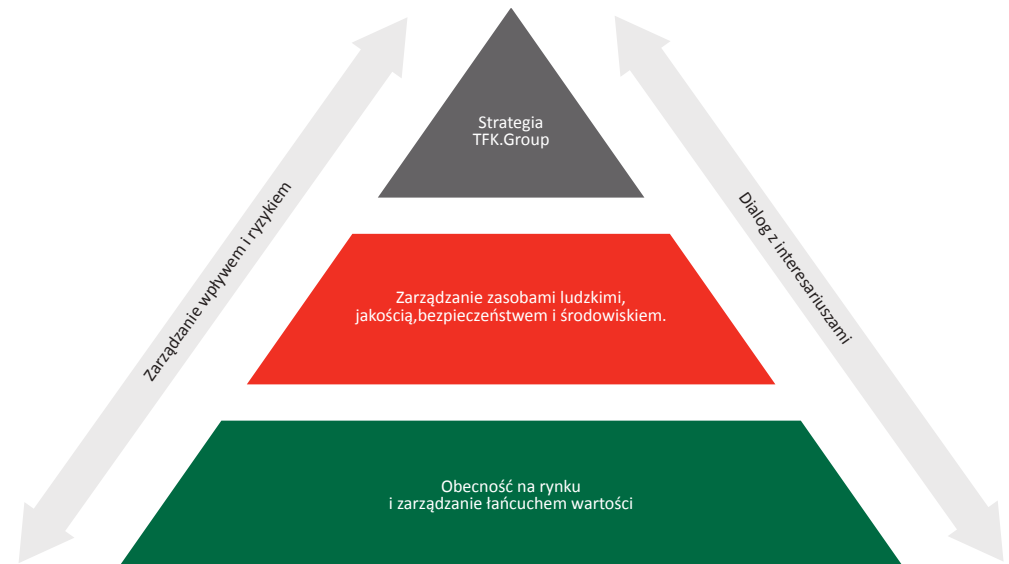 Strategia
TFK.Group
Zarządzanie wpływem i ryzykiem
Dialog z interesariuszami
Zarządzanie zasobami ludzkimi,
jakością,bezpieczeństwem i środowiskiem.
Obecność na rynku
i zarządzanie łańcuchem wartości